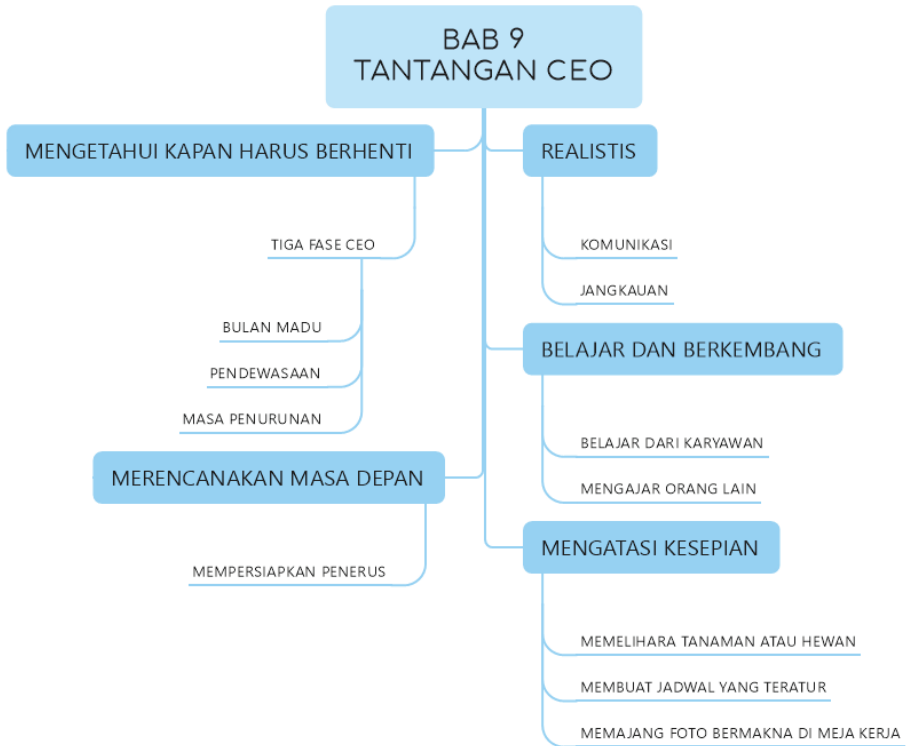 BAB 9
TANTANGAN CEO
MENGETAHUI KAPAN HARUS BERHENTI
TIGA FASE CEO
BULAN MADU
PENDEWASAAN
MASA PENURUNAN
MERENCANAKAN MASA DEPAN
MEMPERSIAPKAN PENERUS
REALISTIS
KOMUNIKASI
JANGKAUAN
BELAJAR DAN BERKEMBANG
BELAJAR DARI KARYAWAN
MENGAJAR ORANG LAIN
MENGATASI KESEPIAN
MEMELIHARA TANAMAN ATAU HEWAN
MEMBUAT JADWAL YANG TERATUR
MEMAJANG FOTO BERMAKNA DI MEJA KERJA